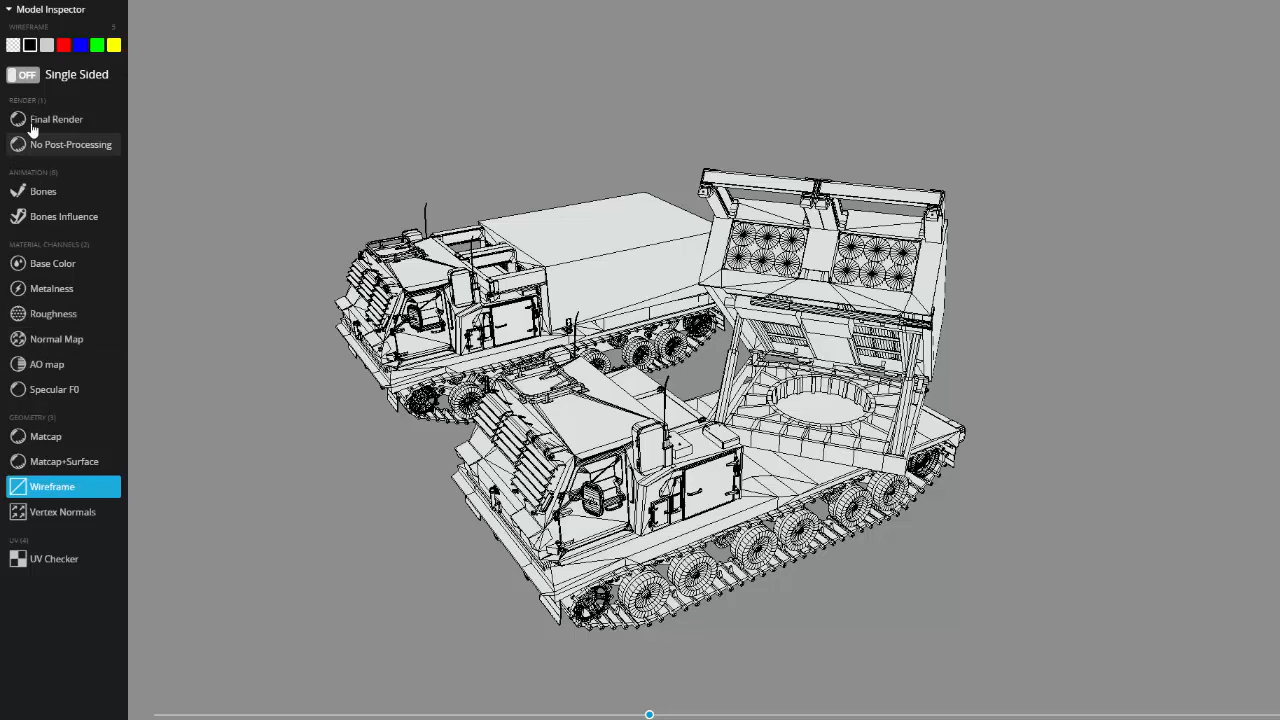 Model Inspector
WIREFRAME 5
OFF Single Sided
RENDER (1)
Final Render
No Post-Processing
ANIMATION (6)
Bones
Bones Influence
MATERIAL CHANNELS (2)
Base Color
Metalness
Roughness
Normal Map
AO map
Specular F0
GEOMETRY (3)
Matcap
Matcap+Surface
Wireframe
Vertex Normals
UV (4)
UV Checker